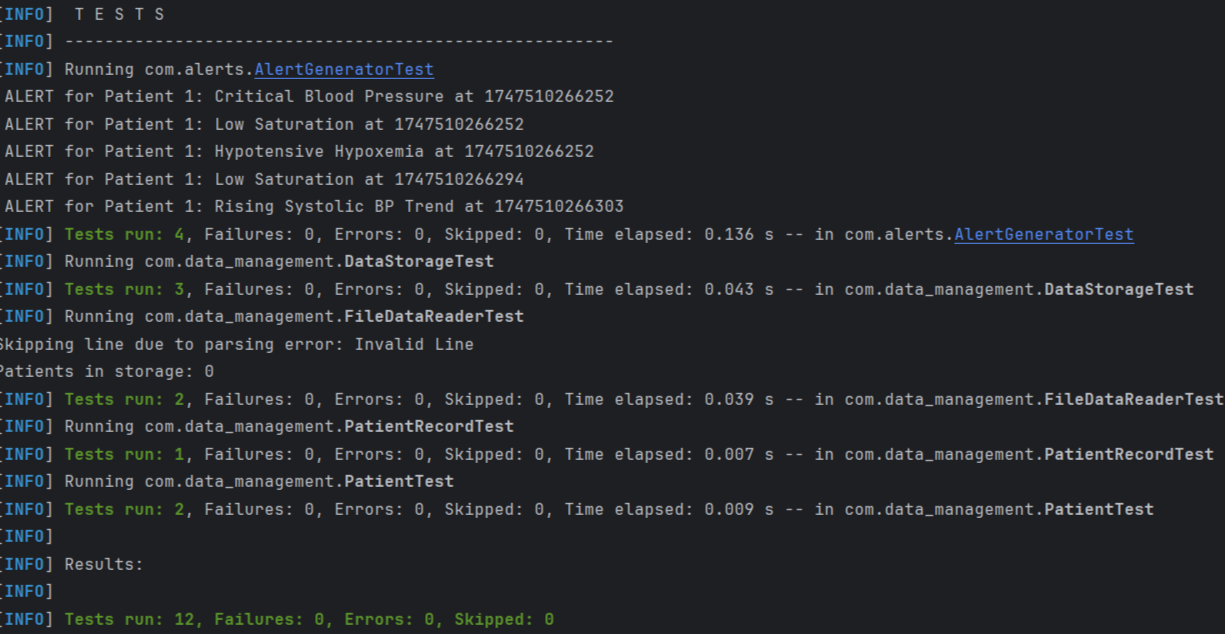 [INFO]  T E S T S
[INFO] -------------------------------------------------------
[INFO] Running com.alerts.AlertGeneratorTest
ALERT for Patient 1: Critical Blood Pressure at 1747510266252
ALERT for Patient 1: Low Saturation at 1747510266252
ALERT for Patient 1: Hypotensive Hypoxemia at 1747510266252
ALERT for Patient 1: Low Saturation at 1747510266294
ALERT for Patient 1: Rising Systolic BP Trend at 1747510266303
[INFO] Tests run: 4, Failures: 0, Errors: 0, Skipped: 0, Time elapsed: 0.136 s -- in com.alerts.AlertGeneratorTest
[INFO] Running com.data_management.DataStorageTest
[INFO] Tests run: 3, Failures: 0, Errors: 0, Skipped: 0, Time elapsed: 0.043 s -- in com.data_management.DataStorageTest
[INFO] Running com.data_management.FileDataReaderTest
Skipping line due to parsing error: Invalid Line
Patients in storage: 0
[INFO] Tests run: 2, Failures: 0, Errors: 0, Skipped: 0, Time elapsed: 0.039 s -- in com.data_management.FileDataReaderTest
[INFO] Running com.data_management.PatientRecordTest
[INFO] Tests run: 1, Failures: 0, Errors: 0, Skipped: 0, Time elapsed: 0.007 s -- in com.data_management.PatientRecordTest
[INFO] Running com.data_management.PatientTest
[INFO] Tests run: 2, Failures: 0, Errors: 0, Skipped: 0, Time elapsed: 0.009 s -- in com.data_management.PatientTest
[INFO]
[INFO] Results:
[INFO]
[INFO] Tests run: 12, Failures: 0, Errors: 0, Skipped: 0